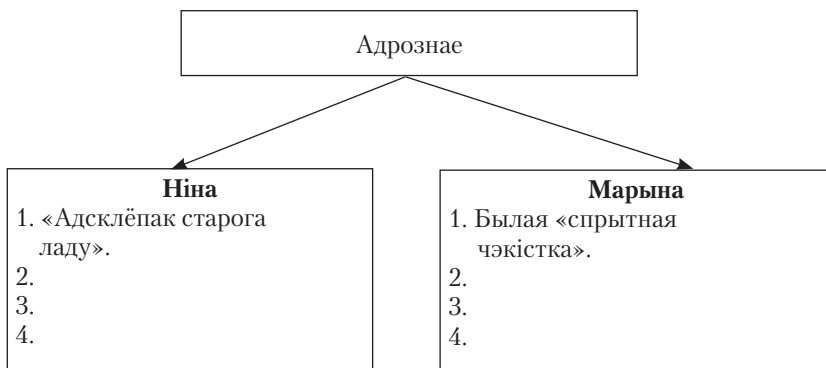 Адрознае
Ніна
1. «Адсклёпак старога
ладу».
2.
3.
4.
Марына
1. Былая «спрытная
чэкістка».
2.
3.
4.